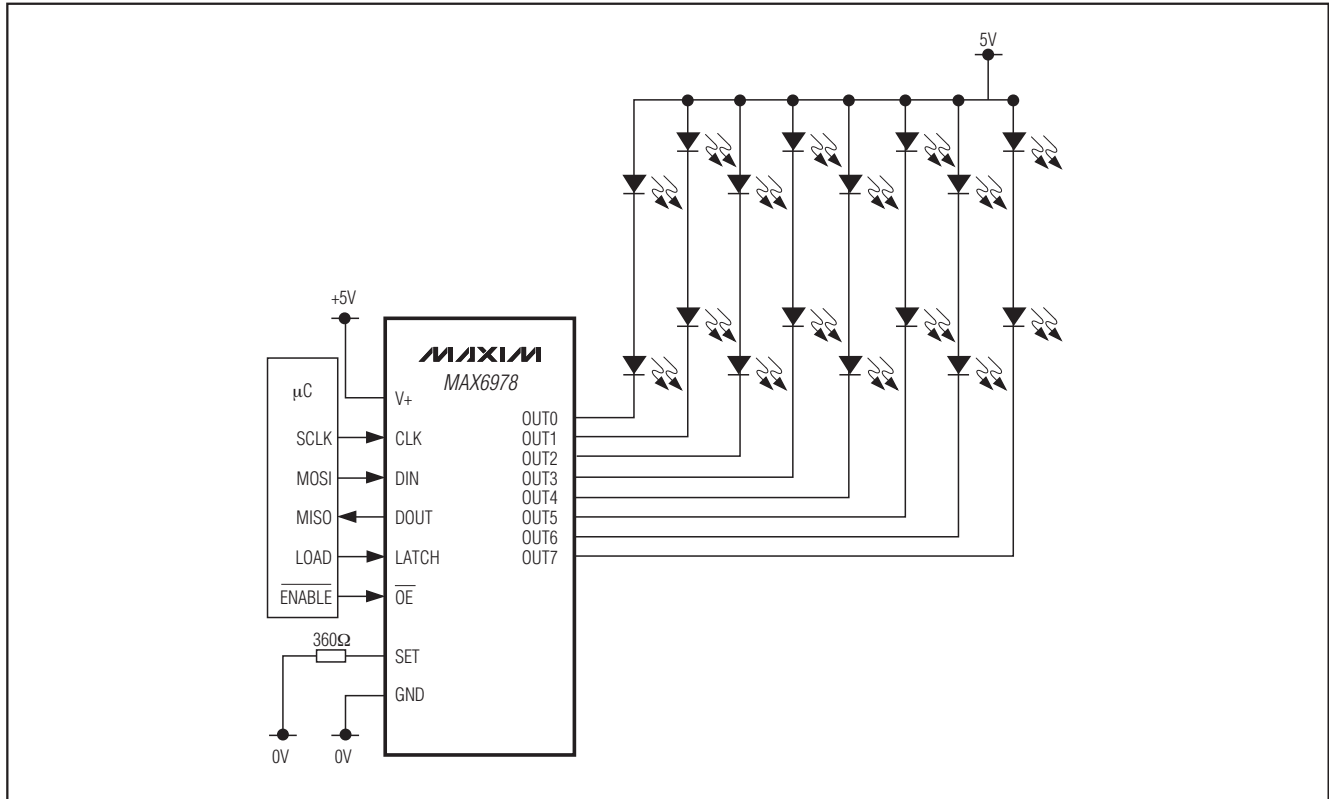 5V
+5V
MAXIM
MAX6978
μC
V+
OUT0
SCLK
CLK
OUT1
OUT2
MOSI
DIN
OUT3
OUT4
MISO
DOUT
OUT5
OUT6
LOAD
LATCH
OUT7
ENABLE
OE
360Ω
SET
GND
0V
0V